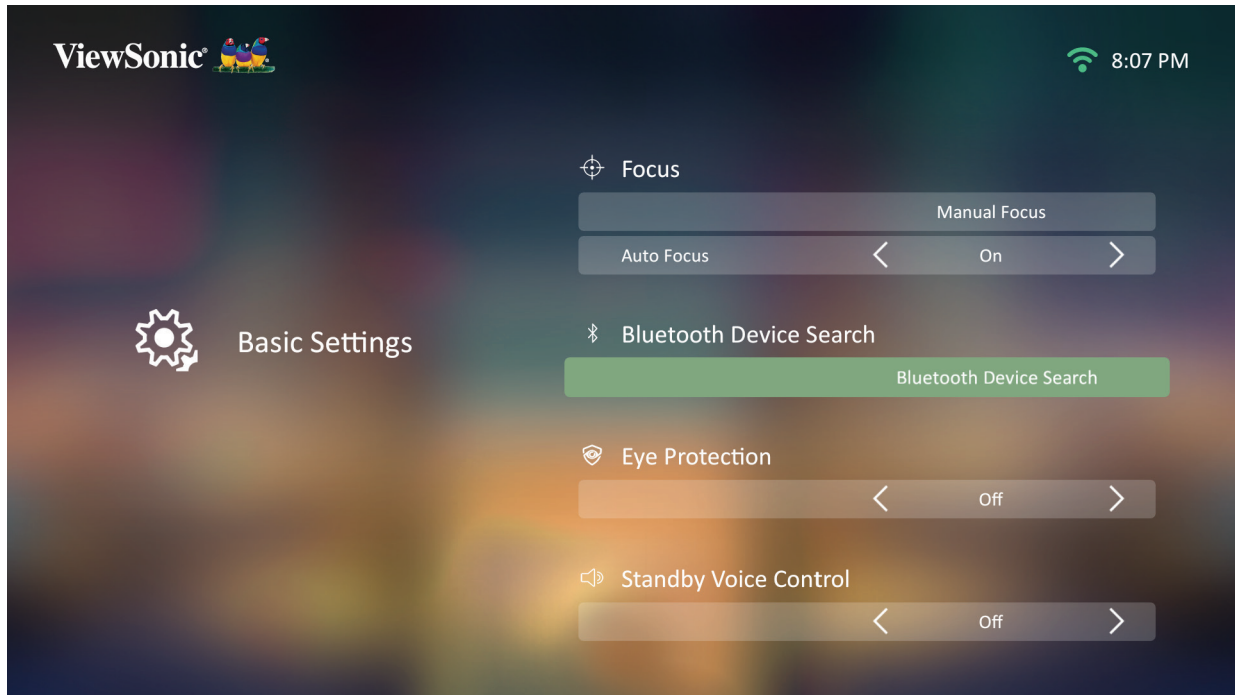 ViewSonic®
8:07 PM
Focus
Manual Focus
Auto Focus On
Basic Settings
Bluetooth Device Search
Bluetooth Device Search
Eye Protection
Off
Standby Voice Control
Off